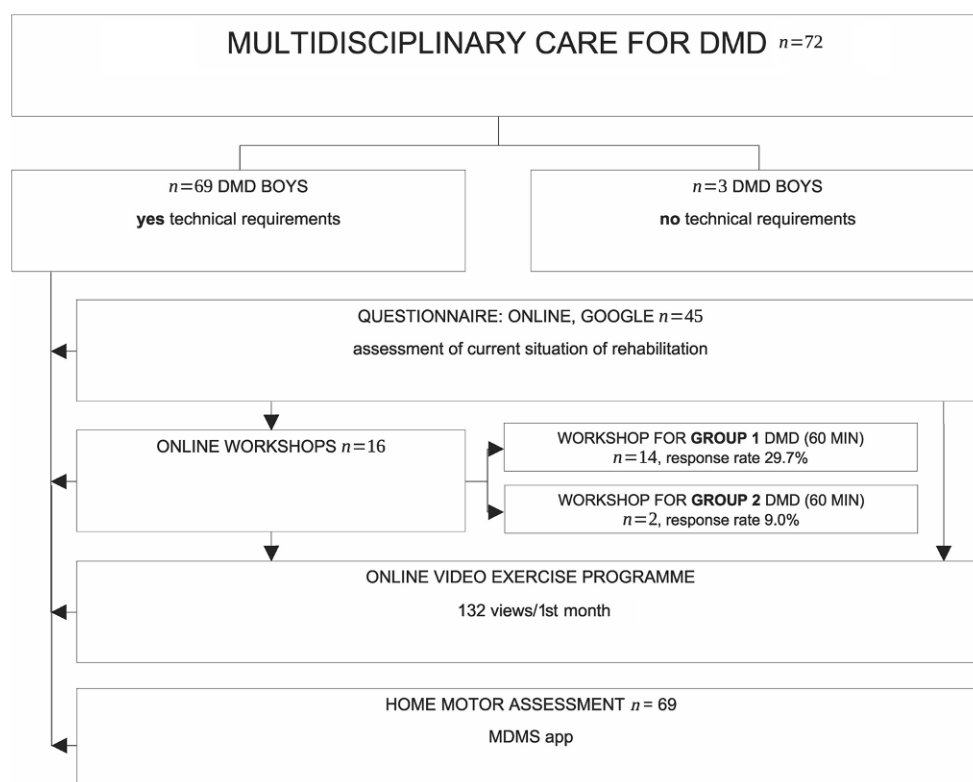 MULTIDISCIPLINARY CARE FOR DMD n=72
n=69 DMD BOYS
yes technical requirements
n=3 DMD BOYS
no technical requirements
QUESTIONNAIRE: ONLINE, GOOGLE n=45
assessment of current situation of rehabilitation
ONLINE WORKSHOPS n=16
WORKSHOP FOR GROUP 1 DMD (60 MIN)
n=14, response rate 29.7%
WORKSHOP FOR GROUP 2 DMD (60 MIN)
n=2, response rate 9.0%
ONLINE VIDEO EXERCISE PROGRAMME
132 views/1st month
HOME MOTOR ASSESSMENT n = 69
MDMS app